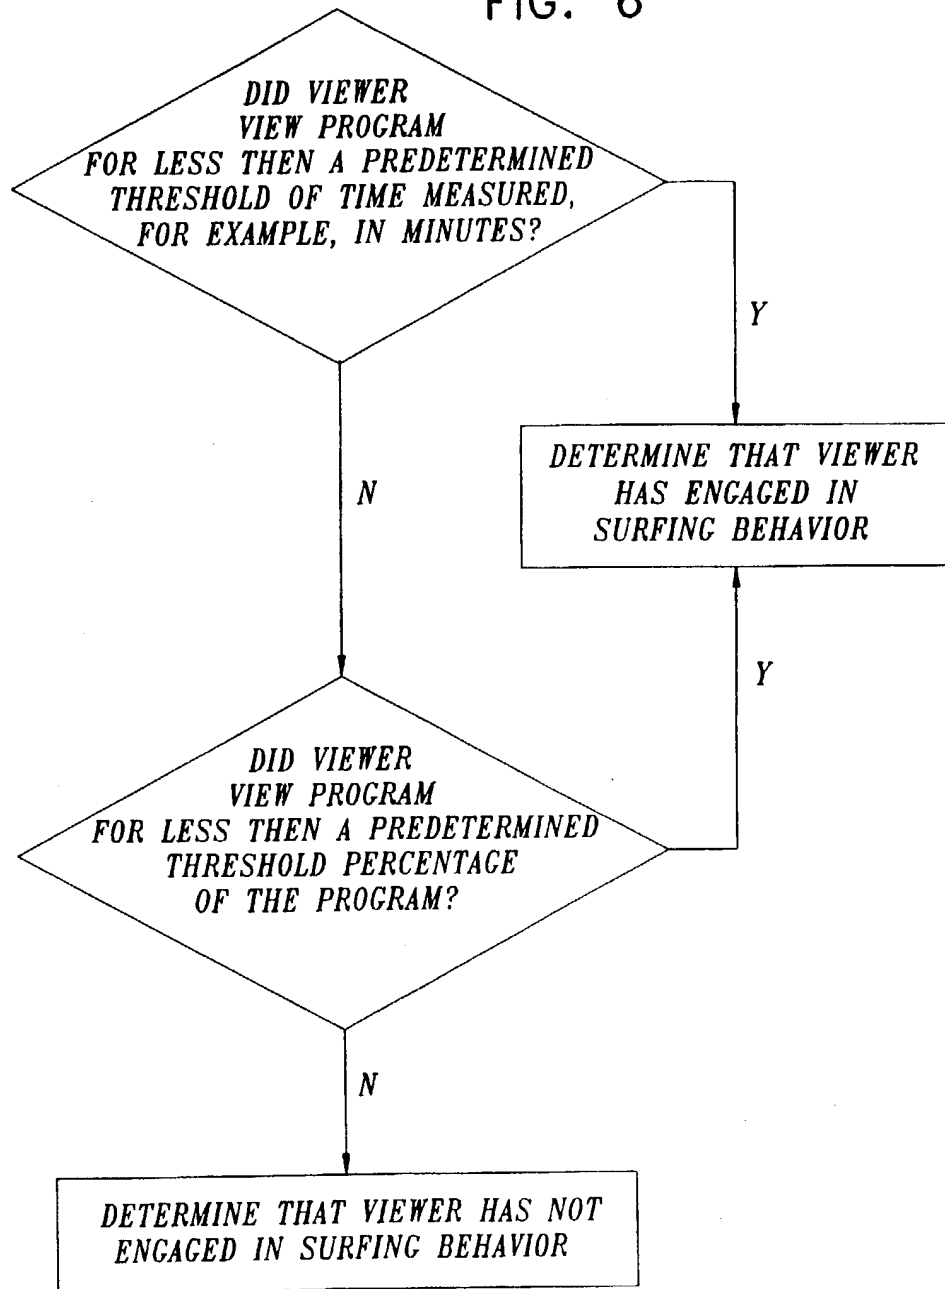 FIG. 6
DID VIEWER
VIEW PROGRAM
FOR LESS THEN A PREDETERMINED
THRESHOLD OF TIME MEASURED,
FOR EXAMPLE, IN MINUTES?
Y
DETERMINE THAT VIEWER
HAS ENGAGED IN
SURFING BEHAVIOR
N
Y
DID VIEWER
VIEW PROGRAM
FOR LESS THEN A PREDETERMINED
THRESHOLD PERCENTAGE
OF THE PROGRAM?
N
DETERMINE THAT VIEWER HAS NOT
ENGAGED IN SURFING BEHAVIOR